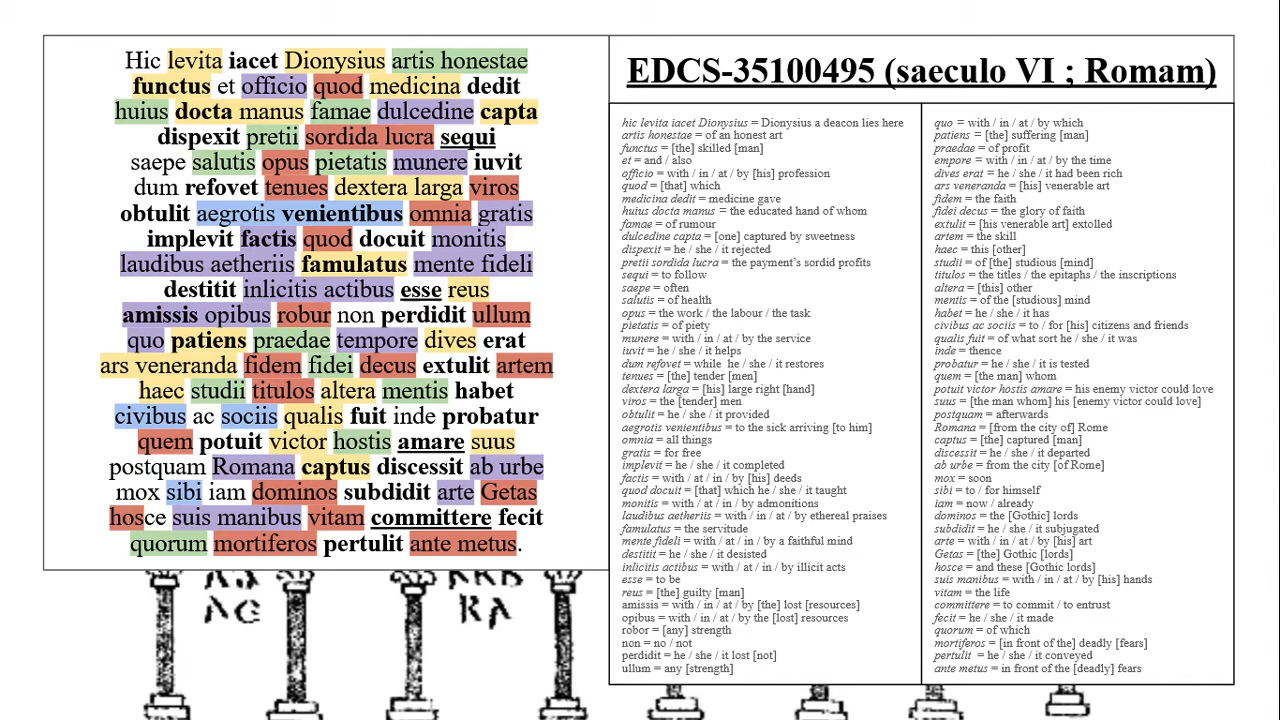 Hic levita iacet Dionysius artis honestae
functus et officio quod medicina dedit
huius docta manus famae dulcedine capta
dispexit pretii sordida lucra sequi
saepe salutis opus pietatis munere iuvit
dum refovet tenues dextera larga viros
obtulit aegrotis venientibus omnia gratis
implevit factis quod docuit monitis
laudibus aetheriis famulatus mente fideli
destitit inlicitis actibus esse reus
amissis opibus robur non perdidit ullum
quo patiens praedae tempore dives erat
ars veneranda fidem fidei decus extulit artem
haec studii titulos altera mentis habet
civibus ac sociis qualis fuit inde probatur
quem potuit victor hostis amare suus
postquam Romana captus discessit ab urbe
mox sibi iam dominos subdidit arte Getas
hosce suis manibus vitam committere fecit
quorum mortiferos pertulit ante metus.
EDCS-35100495 (saeculo VI ; Romam)
hic levita iacet Dionysius = Dionysius a deacon lies here
artis honestae = of an honest art
functus = [the] skilled [man]
et = and / also
officio = with / in / at / by [his] profession
quod = [that] which
medicina dedit = medicine gave
huius docta manus = the educated hand of whom
famae = of rumour
dulcedine capta = [one] captured by sweetness
dispexit = he / she / it rejected
pretii sordida lucra = the payment's sordid profits
sequi = to follow
saepe = often
salutis = of health
opus = the work / the labour / the task
pietatis = of piety
munere = with / in / at / by the service
iuvit = he / she / it helps
dum refovet = while he / she / it restores
tenues = [the] tender [men]
dextera larga = [his] large right [hand]
viros = the [tender] men
obtulit = he / she / it provided
aegrotis venientibus = to the sick arriving [to him]
omnia = all things
gratis = for free
implevit = he / she / it completed
factis = with / at / in / by [his] deeds
quod docuit = [that] which he / she / it taught
monitis = with / at / in / by admonitions
laudibus aetheriis = with / in / at / by ethereal praises
famulatus = the servitude
mente fideli = with / at / in / by a faithful mind
destitit = he / she / it desisted
inlicitis actibus = with / at / in / by illicit acts
esse = to be
reus = [the] guilty [man]
amissis = with / in / at / by [the] lost [resources]
opibus = with / in / at / by the [lost] resources
robor = [any] strength
non = no / not
perdidit = he / she / it lost [not]
ullum = any [strength]
quo = with / in / at / by which
patiens = [the] suffering [man]
praedae = of profit
empore = with / in / at / by the time
dives erat = he / she / it had been rich
ars veneranda = [his] venerable art
fidem = the faith
fidei decus = the glory of faith
extulit = [his venerable art] extolled
artem = the skill
haec = this [other]
studii = of [the] studious [mind]
titulos = the titles / the epitaphs / the inscriptions
altera = [this] other
mentis = of the [studious] mind
habet = he / she / it has
civibus ac sociis = to / for [his] citizens and friends
qualis fuit = of what sort he / she / it was
inde = thence
probatur = he / she / it is tested
quem = [the man] whom
potuit victor hostis amare = his enemy victor could love
suus = [the man whom] his [enemy victor could love]
postquam = afterwards
Romana = [from the city of] Rome
captus = [the] captured [man]
discessit = he / she / it departed
ab urbe = from the city [of Rome]
mox = soon
sibi = to / for himself
iam = now / already
dominos = the [Gothic] lords
subdidit = he / she / it subjugated
arte = with / in / at / by [his] art
Getas = [the] Gothic [lords]
hosce = and these [Gothic lords]
suis manibus = with / in / at / by [his] hands
vitam = the life
committere = to commit / to entrust
fecit = he / she / it made
quorum = of which
mortiferos = [in front of the] deadly [fears]
pertulit = he / she / it conveyed
ante metus = in front of the [deadly] fears